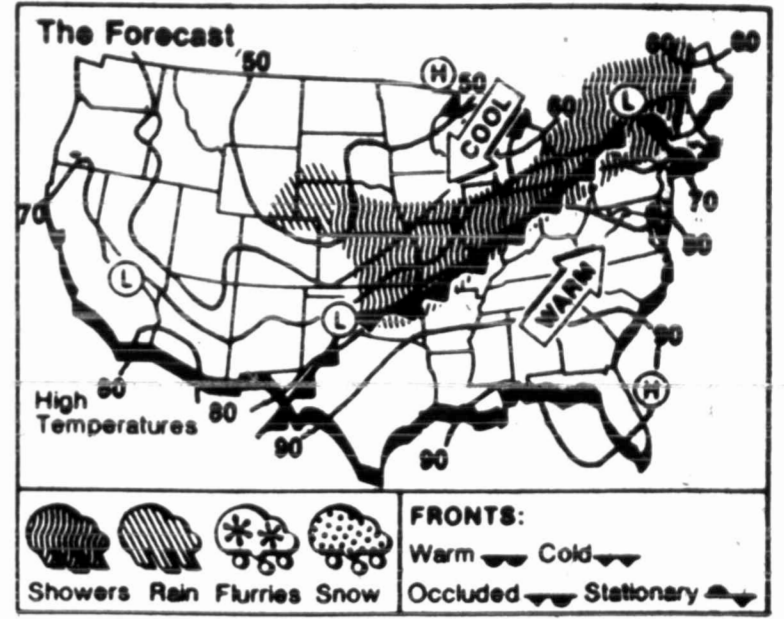 The Forecast
50
H
50
COOL
60
60
60
L
70
70
80
L
L
WARM
90
H
High
Temperatures
80
90
90
FRONTS:
Warm
Cold
Showers
Rain
Flurries
Snow
Occluded
Stationary